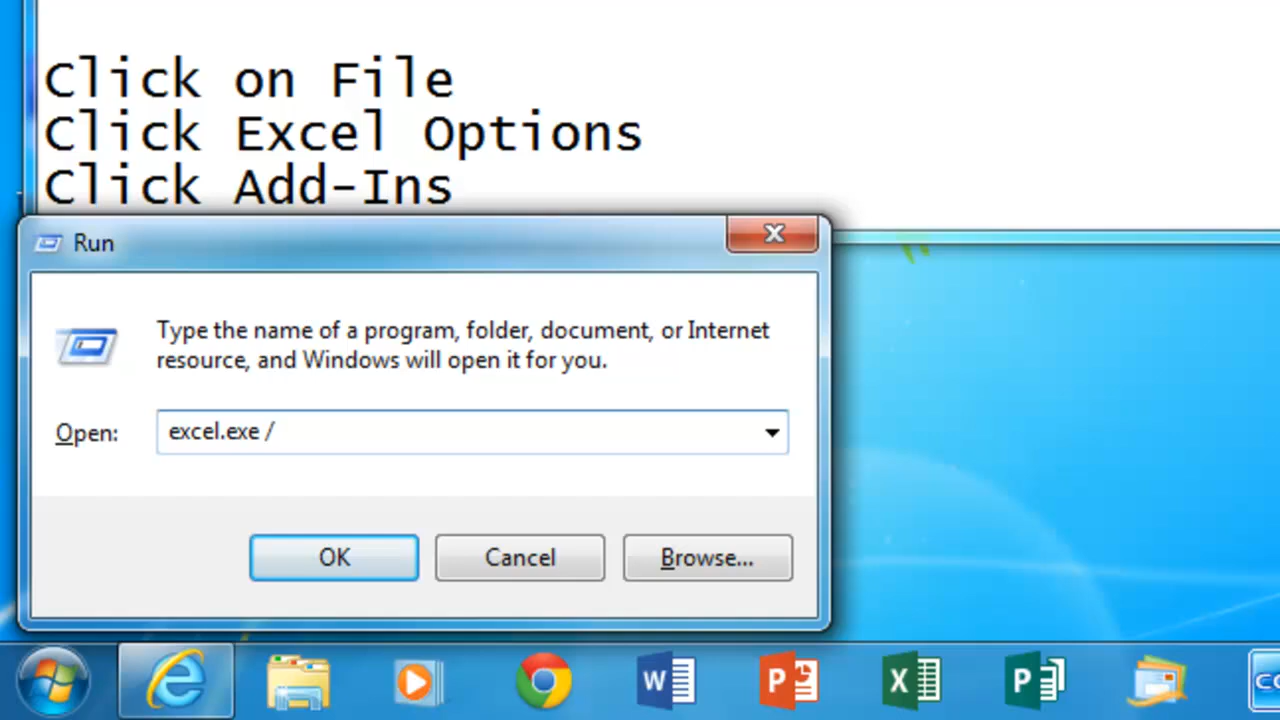 Click on File
Click Excel Options
Click Add-Ins
Run
Type the name of a program, folder, document, or Internet
resource, and Windows will open it for you.
Open:
excel.exe /
OK
Cancel
Browse...
W
P
X
P